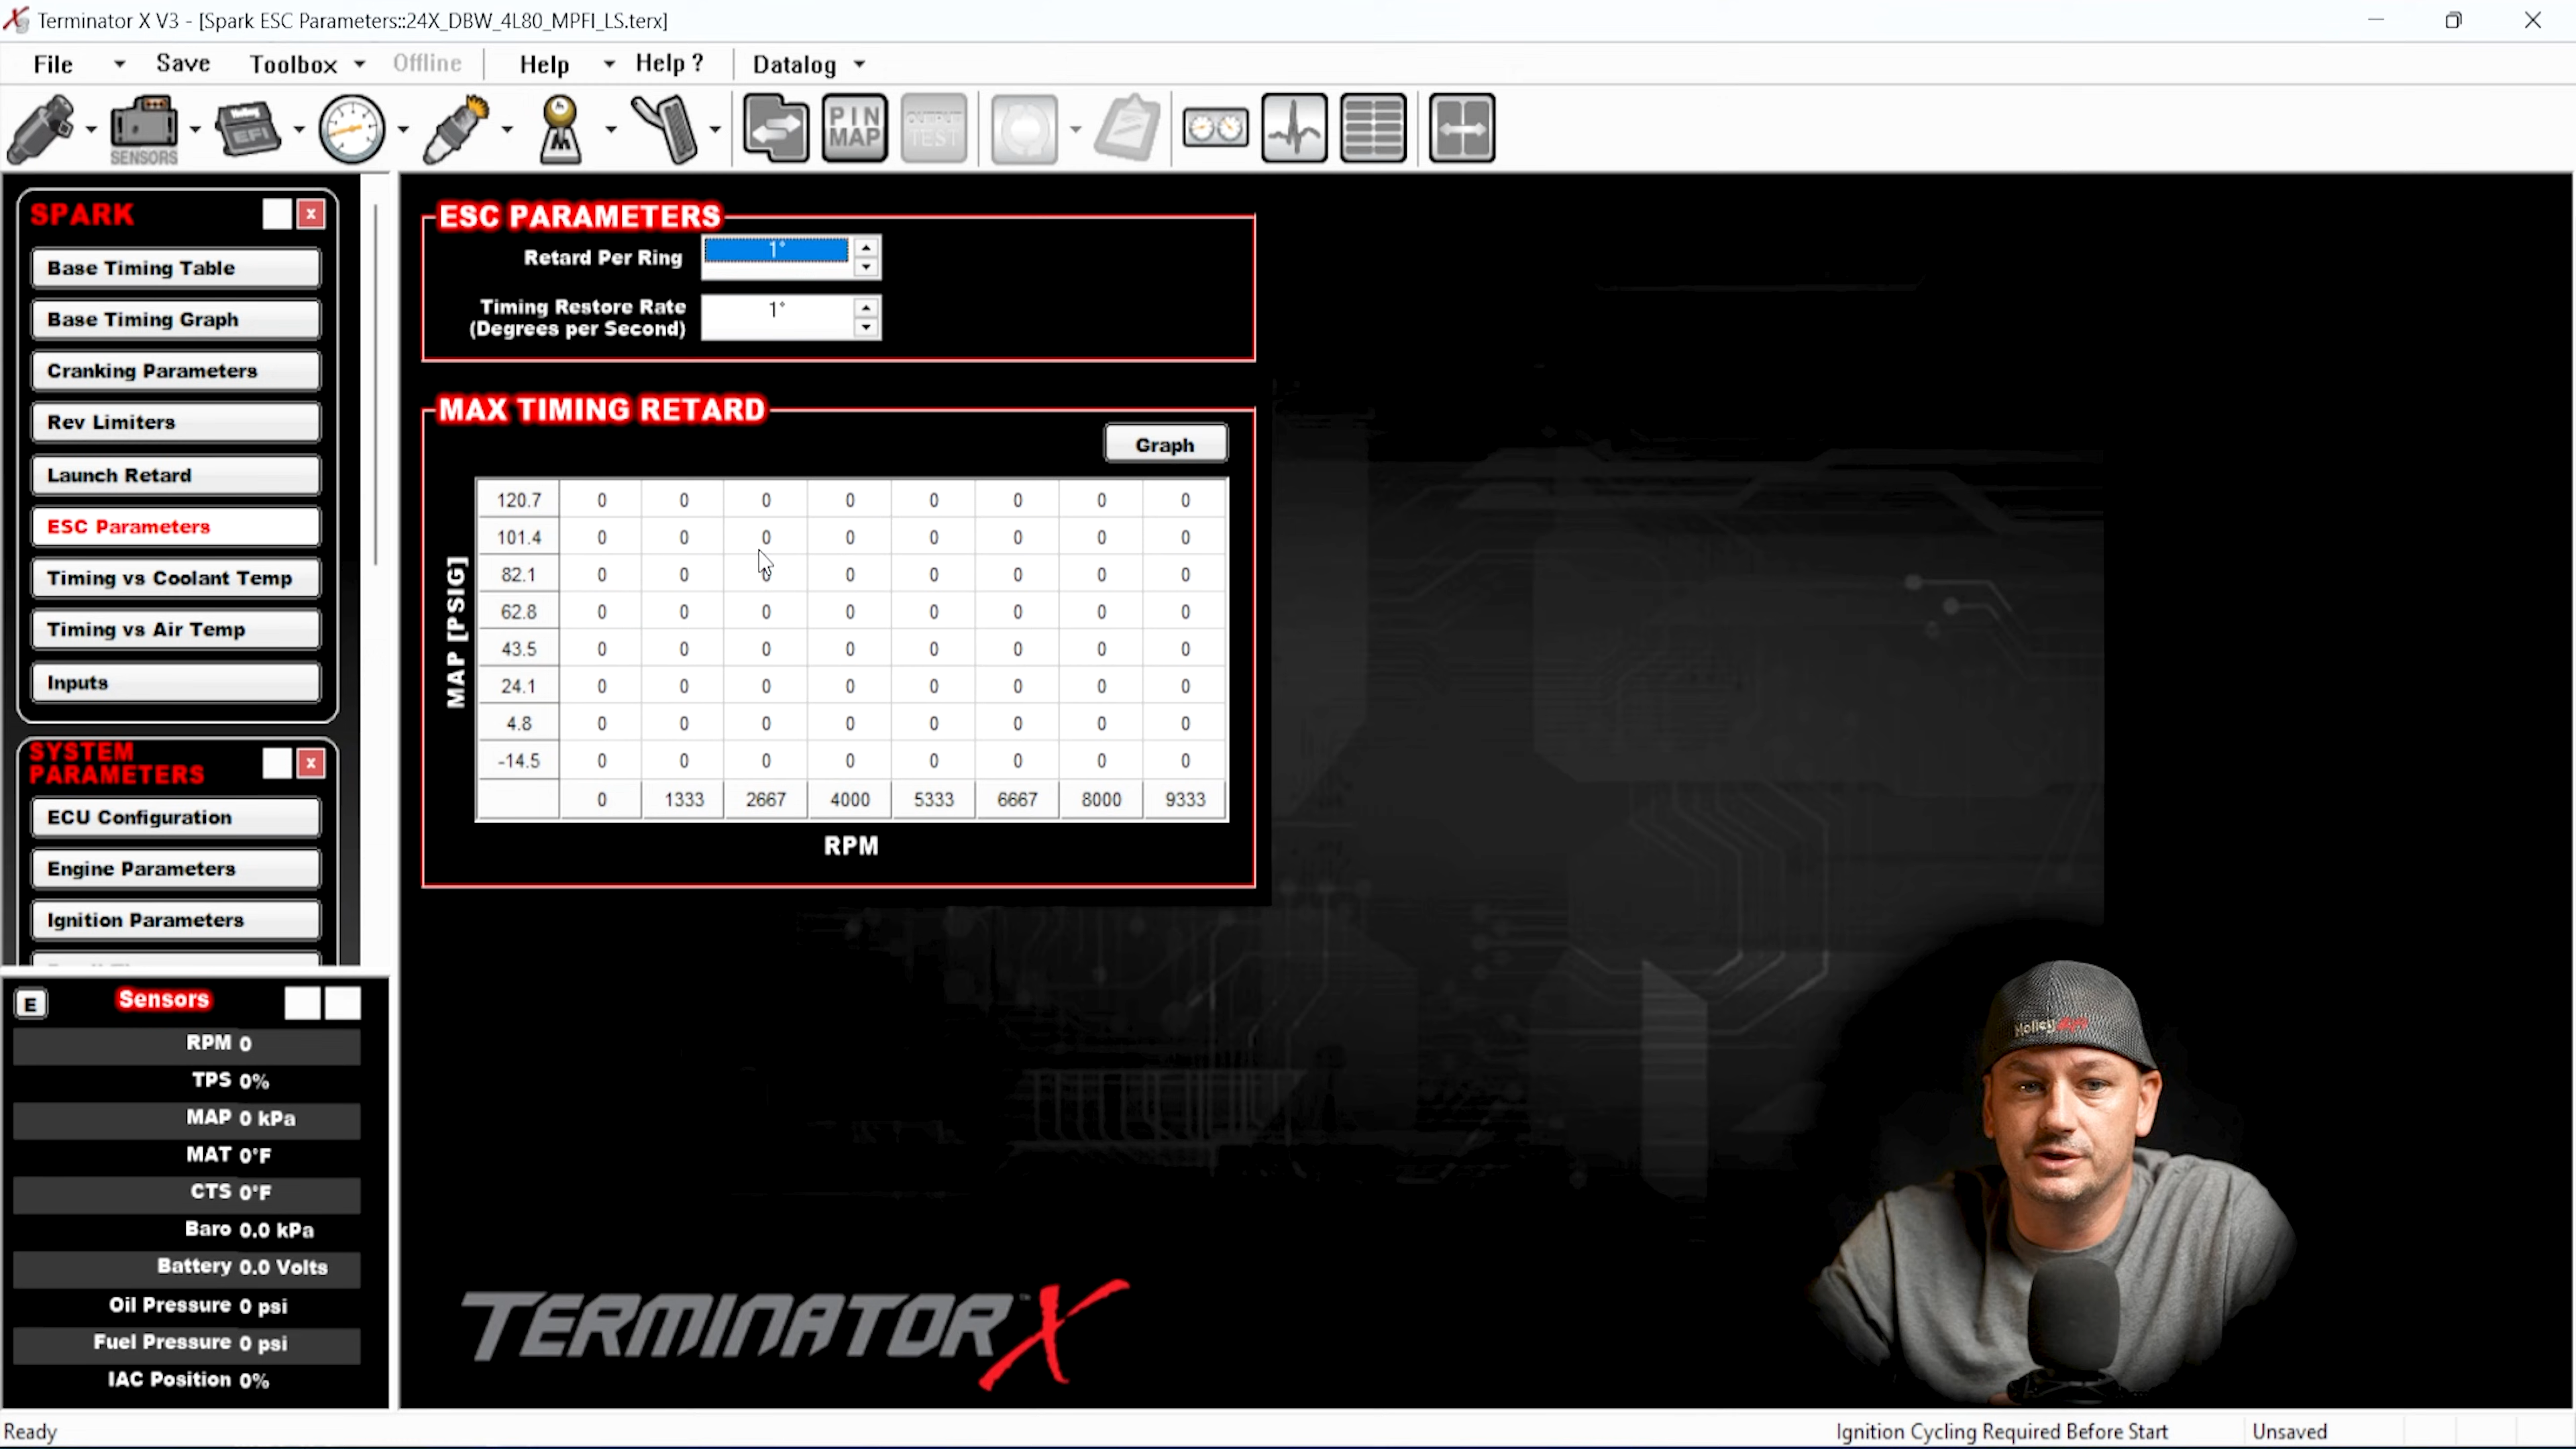 Terminator X V3 - [Spark ESC Parameters::24X_DBW_4L80_MPFI_LS.terx]
File Save Toolbox Offline Help Help ? Datalog
SENSORS
EFI
PIN MAP
OUTPUT TEST
SPARK
x
Base Timing Table
Base Timing Graph
Cranking Parameters
Rev Limiters
Launch Retard
ESC Parameters
Timing vs Coolant Temp
Timing vs Air Temp
Inputs
SYSTEM
PARAMETERS
x
ECU Configuration
Engine Parameters
Ignition Parameters
E Sensors
RPM 0
TPS 0%
MAP 0 kPa
MAT 0°F
CTS 0°F
Baro 0.0 kPa
Battery 0.0 Volts
Oil Pressure 0 psi
Fuel Pressure 0 psi
IAC Position 0%
ESC PARAMETERS
Retard Per Ring 1°
Timing Restore Rate
(Degrees per Second) 1°
MAX TIMING RETARD
Graph
MAP [PSIG]
120.7 0 0 0 0 0 0 0 0
101.4 0 0 0 0 0 0 0 0
82.1 0 0 0 0 0 0 0 0
62.8 0 0 0 0 0 0 0 0
43.5 0 0 0 0 0 0 0 0
24.1 0 0 0 0 0 0 0 0
4.8 0 0 0 0 0 0 0 0
-14.5 0 0 0 0 0 0 0 0
0 1333 2667 4000 5333 6667 8000 9333
RPM
Holley EFI
TERMINATOR X
Ready
Ignition Cycling Required Before Start
Unsaved